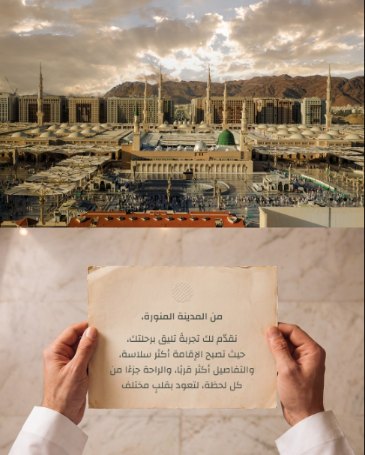 من المدينة المنورة،
نقدّم لك تجربةً تليق برحلتك،
حيث تصبح الإقامة أكثر سلاسة،
والتفاصيل أكثر قربًا، والراحة جزءًا من
كل لحظة، لتعود بقلبٍ مختلف